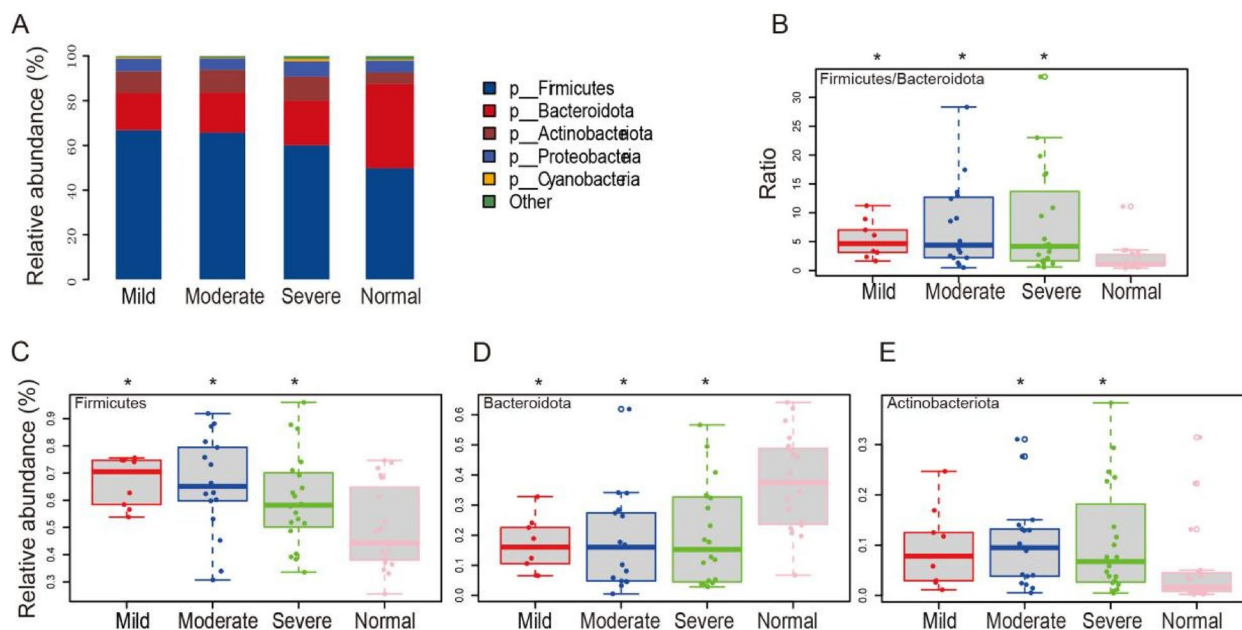 A
Relative abundance (%)
100
80
60
40
20
0
Mild Moderate Severe Normal
p__Firmicutes
p__Bacteroidota
p__Actinobacteriota
p__Proteobacteria
p__Cyanobacteria
Other
B
* * *
Firmicutes/Bacteroidota
Ratio
30
25
20
15
10
5
0
Mild Moderate Severe Normal
C
* * *
Firmicutes
Relative abundance (%)
0.9
0.8
0.7
0.6
0.5
0.4
0.3
Mild Moderate Severe Normal
D
* * *
Bacteroidota
0.6
0.5
0.4
0.3
0.2
0.1
0.0
Mild Moderate Severe Normal
E
* *
Actinobacteriota
0.3
0.2
0.1
0.0
Mild Moderate Severe Normal